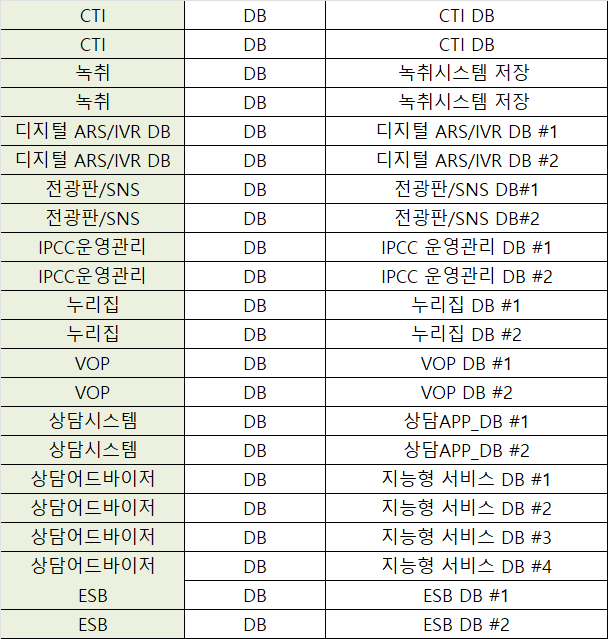 CTI DB CTI DB
CTI DB CTI DB
녹취 DB 녹취시스템 저장
녹취 DB 녹취시스템 저장
디지털 ARS/IVR DB DB 디지털 ARS/IVR DB #1
디지털 ARS/IVR DB DB 디지털 ARS/IVR DB #2
전광판/SNS DB 전광판/SNS DB#1
전광판/SNS DB 전광판/SNS DB#2
IPCC운영관리 DB IPCC 운영관리 DB #1
IPCC운영관리 DB IPCC 운영관리 DB #2
누리집 DB 누리집 DB #1
누리집 DB 누리집 DB #2
VOP DB VOP DB #1
VOP DB VOP DB #2
상담시스템 DB 상담APP_DB #1
상담시스템 DB 상담APP_DB #2
상담어드바이저 DB 지능형 서비스 DB #1
상담어드바이저 DB 지능형 서비스 DB #2
상담어드바이저 DB 지능형 서비스 DB #3
상담어드바이저 DB 지능형 서비스 DB #4
ESB DB ESB DB #1
ESB DB ESB DB #2